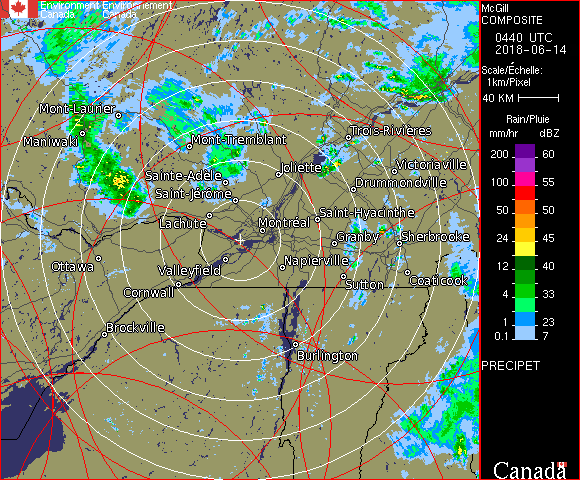 Environment Environnement
Canada Canada
McGill
COMPOSITE
0440 UTC
2018-06-14
Scale/Échelle:
1km/Pixel
40 KM
Rain/Pluie
mm/hr dBZ
200 60
100 55
50 50
24 45
12 40
4 33
1 23
0.1 7
PRECIPET
Canada
Mont-Laurier
Maniwaki
Mont-Tremblant
Trois-Rivières
Sainte-Adèle
Joliette
Victoriaville
Drummondville
Saint-Jérôme
Lachute
Montréal
Saint-Hyacinthe
Granby
Sherbrooke
Ottawa
Valleyfield
Napierville
Coaticook
Cornwall
Sutton
Brockville
Burlington